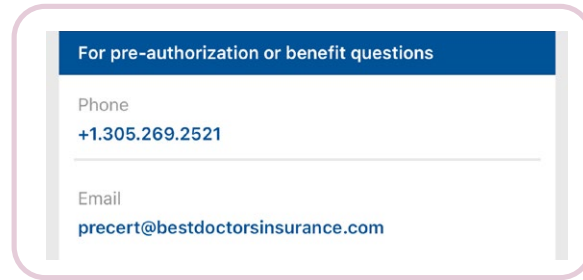 For pre-authorization or benefit questions
Phone
+1.305.269.2521
Email
precert@bestdoctorsinsurance.com